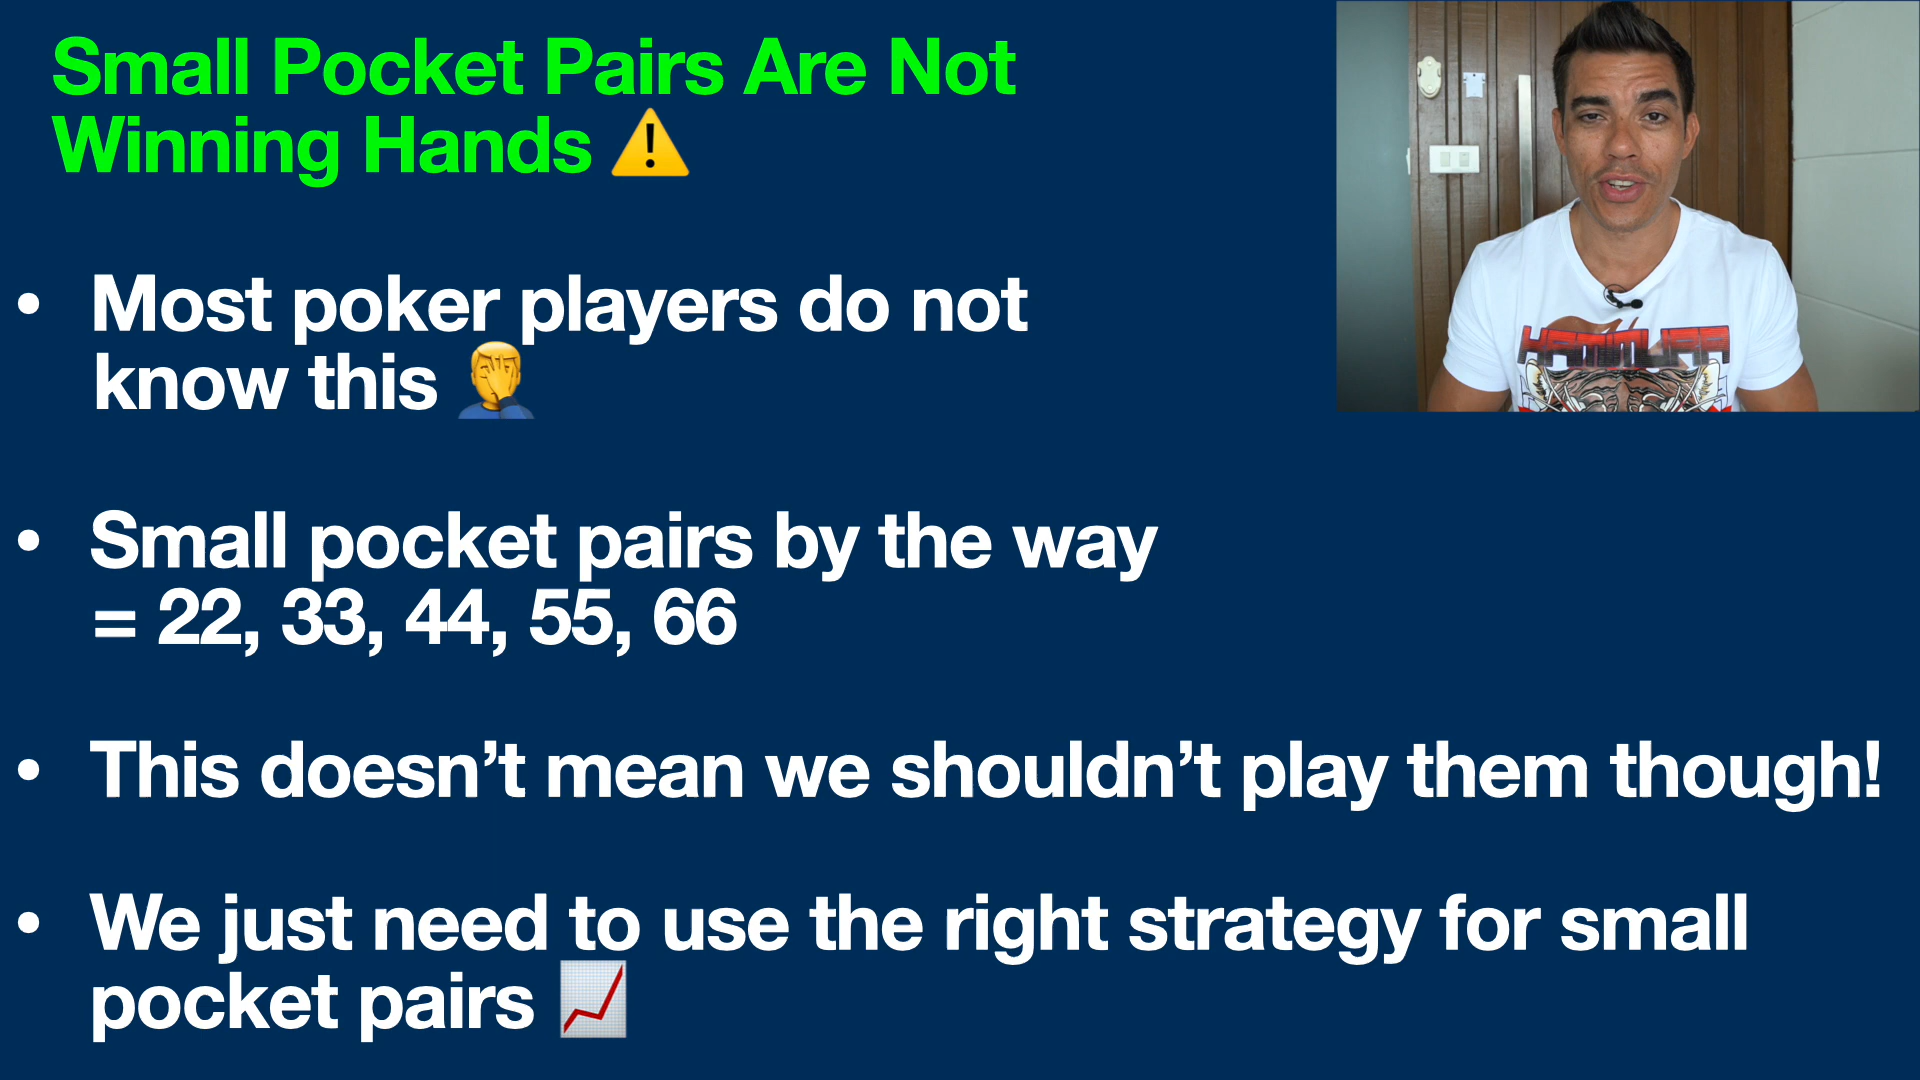 Small Pocket Pairs Are Not
Winning Hands ⚠️
• Most poker players do not
know this 🤦‍♂️
• Small pocket pairs by the way
= 22, 33, 44, 55, 66
• This doesn’t mean we shouldn’t play them though!
• We just need to use the right strategy for small
pocket pairs 📈